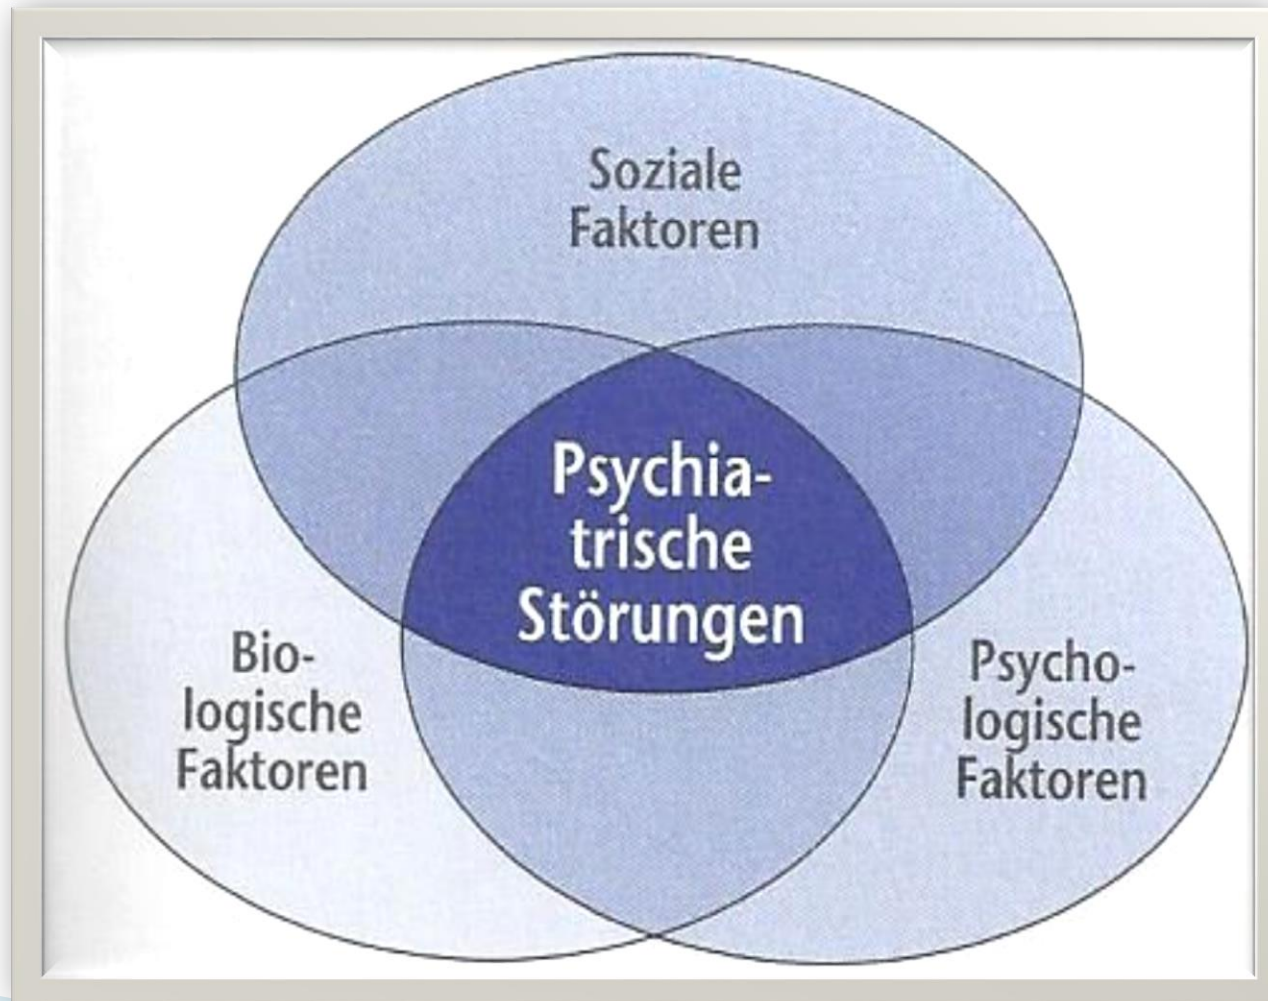 Soziale
Faktoren
Psychia-
trische
Störungen
Bio-
logische
Faktoren
Psycho-
logische
Faktoren